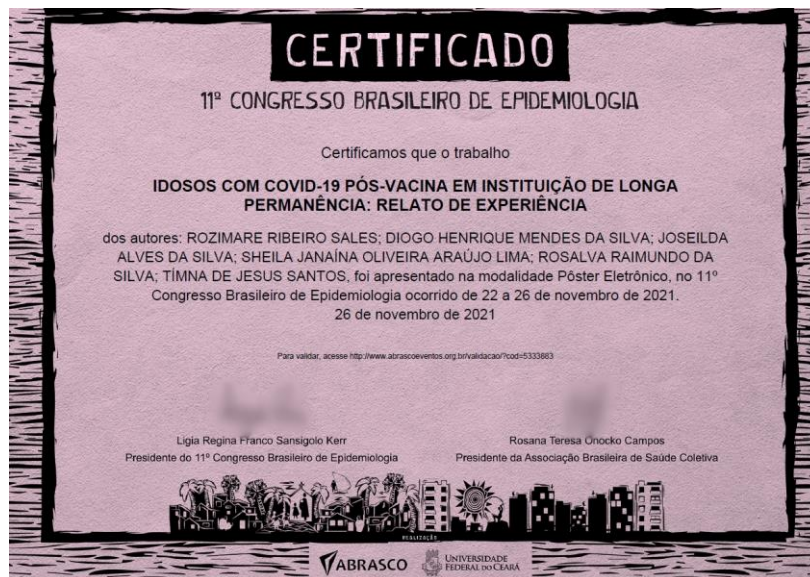 CERTIFICADO
11º CONGRESSO BRASILEIRO DE EPIDEMIOLOGIA
Certificamos que o trabalho
IDOSOS COM COVID-19 PÓS-VACINA EM INSTITUIÇÃO DE LONGA
PERMANÊNCIA: RELATO DE EXPERIÊNCIA
dos autores: ROZIMARE RIBEIRO SALES; DIOGO HENRIQUE MENDES DA SILVA; JOSEILDA
ALVES DA SILVA; SHEILA JANAÍNA OLIVEIRA ARAÚJO LIMA; ROSALVA RAIMUNDO DA
SILVA; TÍMNA DE JESUS SANTOS, foi apresentado na modalidade Pôster Eletrônico, no 11º
Congresso Brasileiro de Epidemiologia ocorrido de 22 a 26 de novembro de 2021.
26 de novembro de 2021
Para validar, acesse http://www.abrascoeventos.org.br/validacao/?cod=5333663
Ligia Regina Franco Sansigolo Kerr
Presidente do 11º Congresso Brasileiro de Epidemiologia
Rosana Teresa Onocko Campos
Presidente da Associação Brasileira de Saúde Coletiva
REALIZAÇÃO
ABRASCO
UNIVERSIDADE
FEDERAL DO CEARÁ